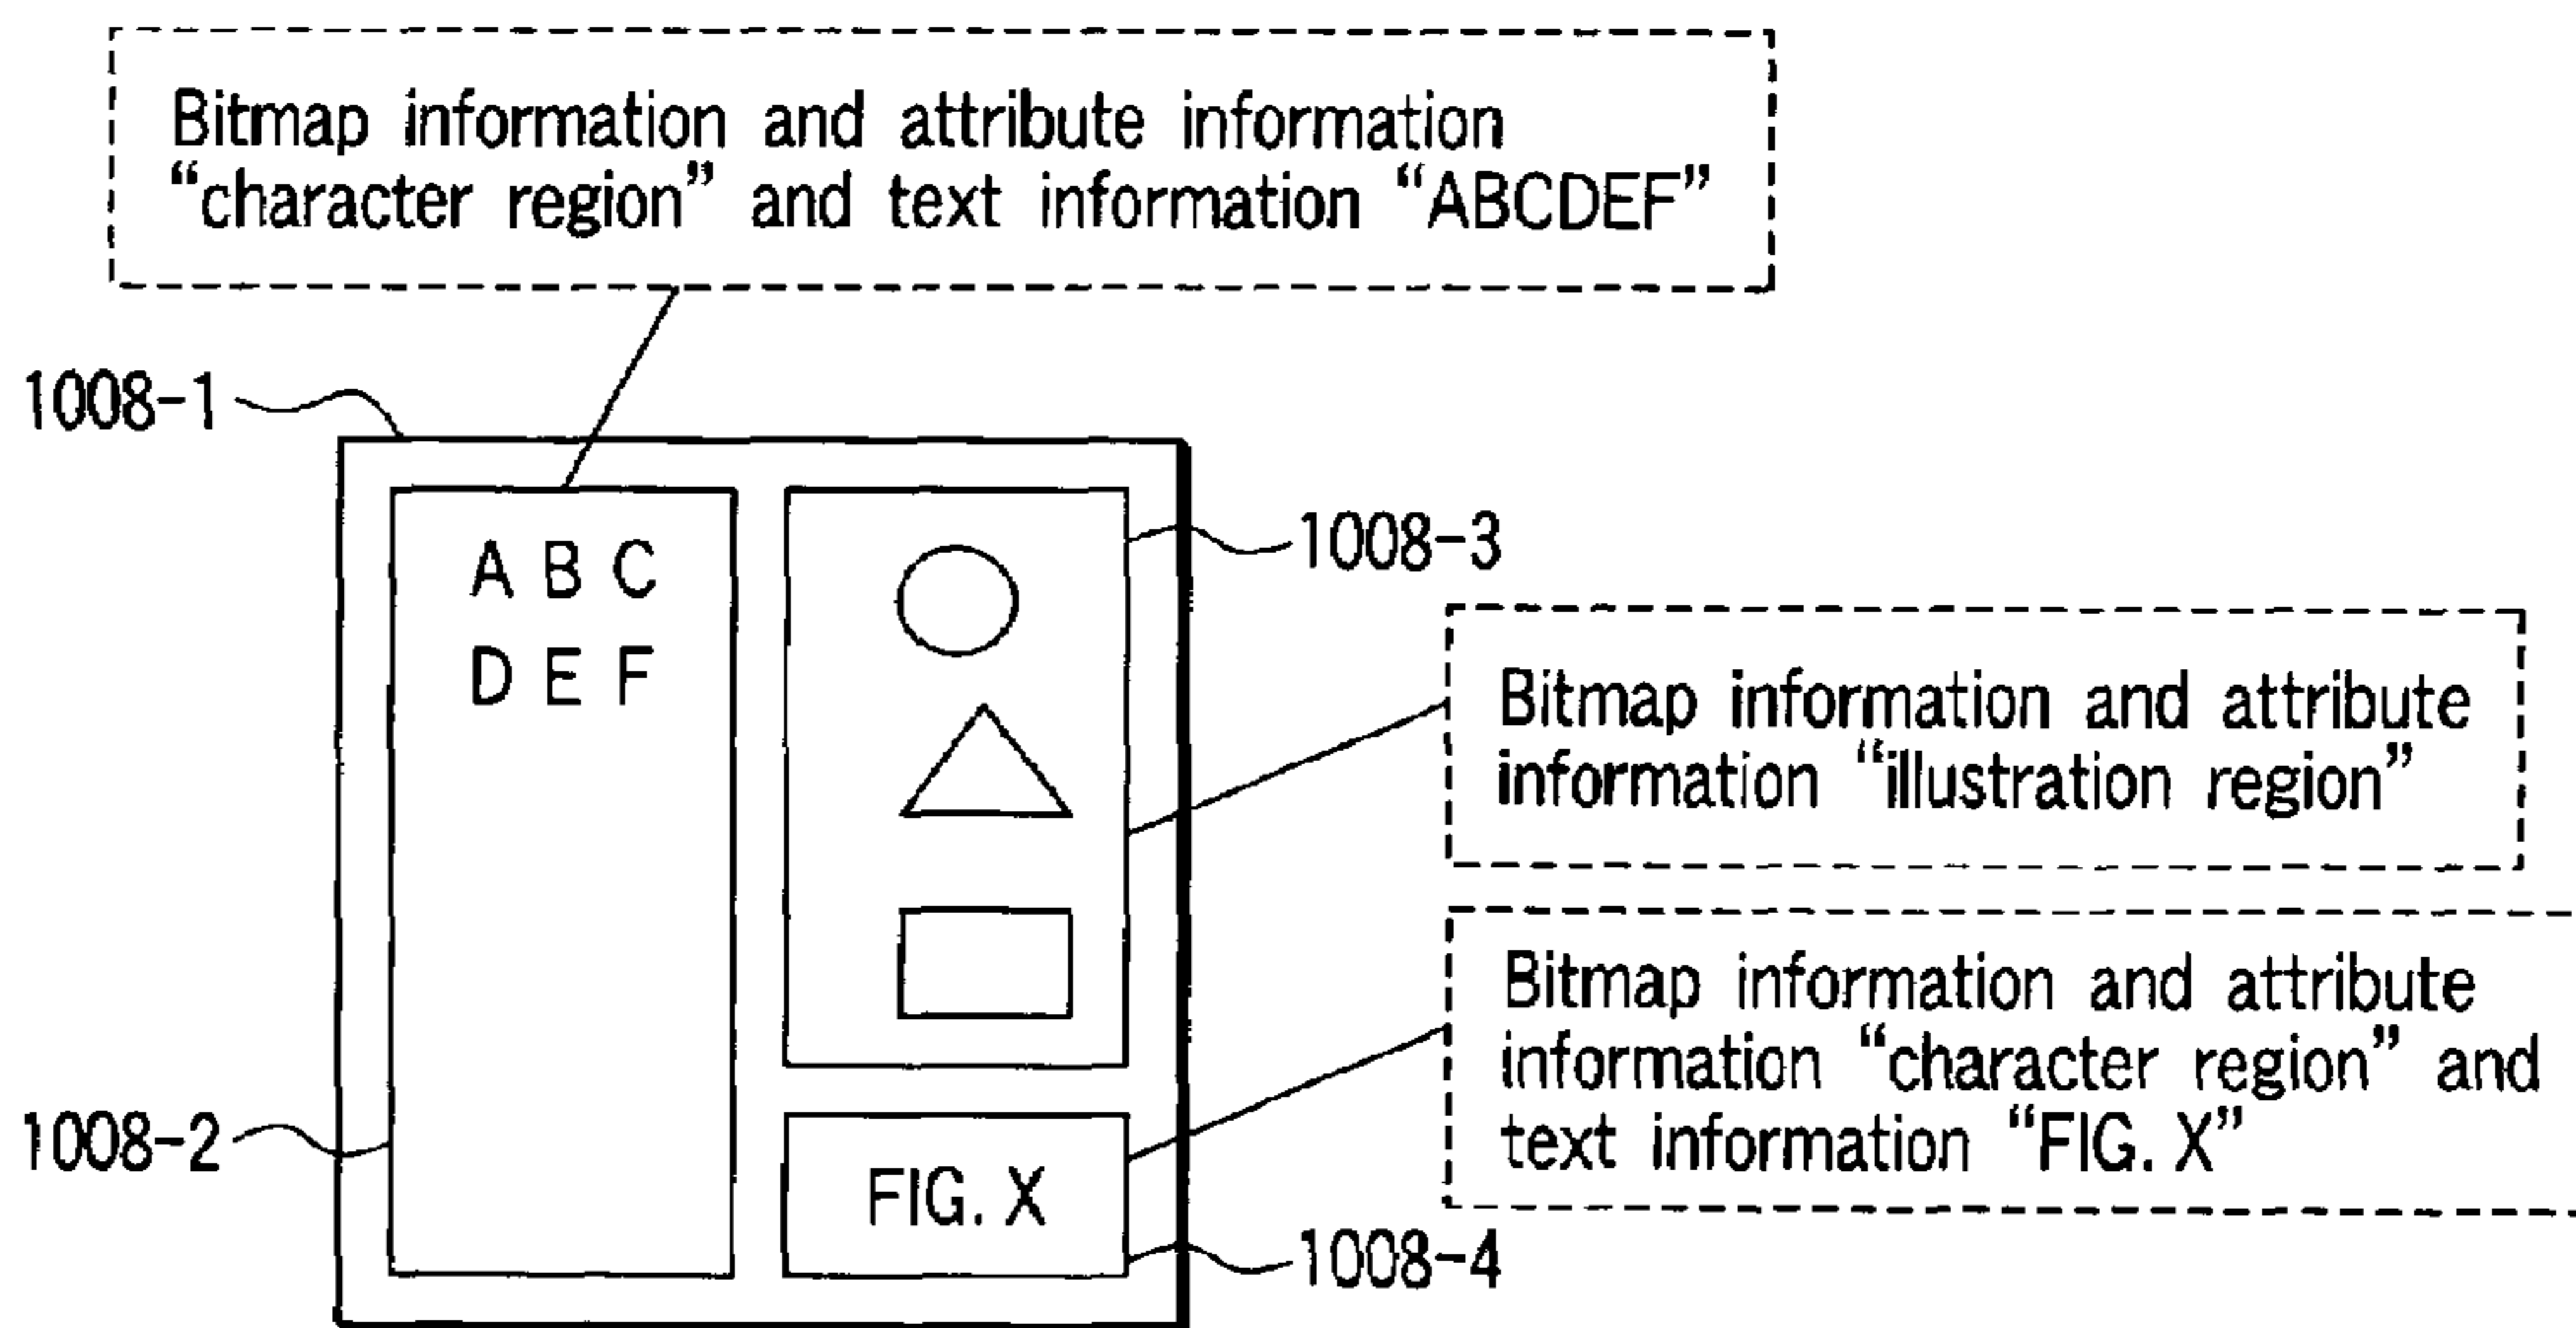 Bitmap information and attribute information
“character region” and text information “ABCDEF”
1008-1
A B C
D E F
1008-3
Bitmap information and attribute
information “illustration region”
Bitmap information and attribute
information “character region” and
text information “FIG. X”
1008-2
FIG. X
1008-4